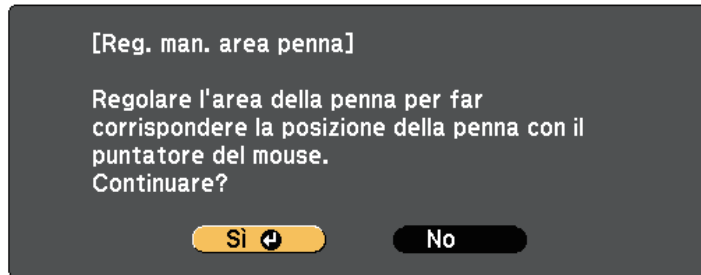 [Reg. man. area penna]
Regolare l'area della penna per far
corrispondere la posizione della penna con il
puntatore del mouse.
Continuare?
Sì No